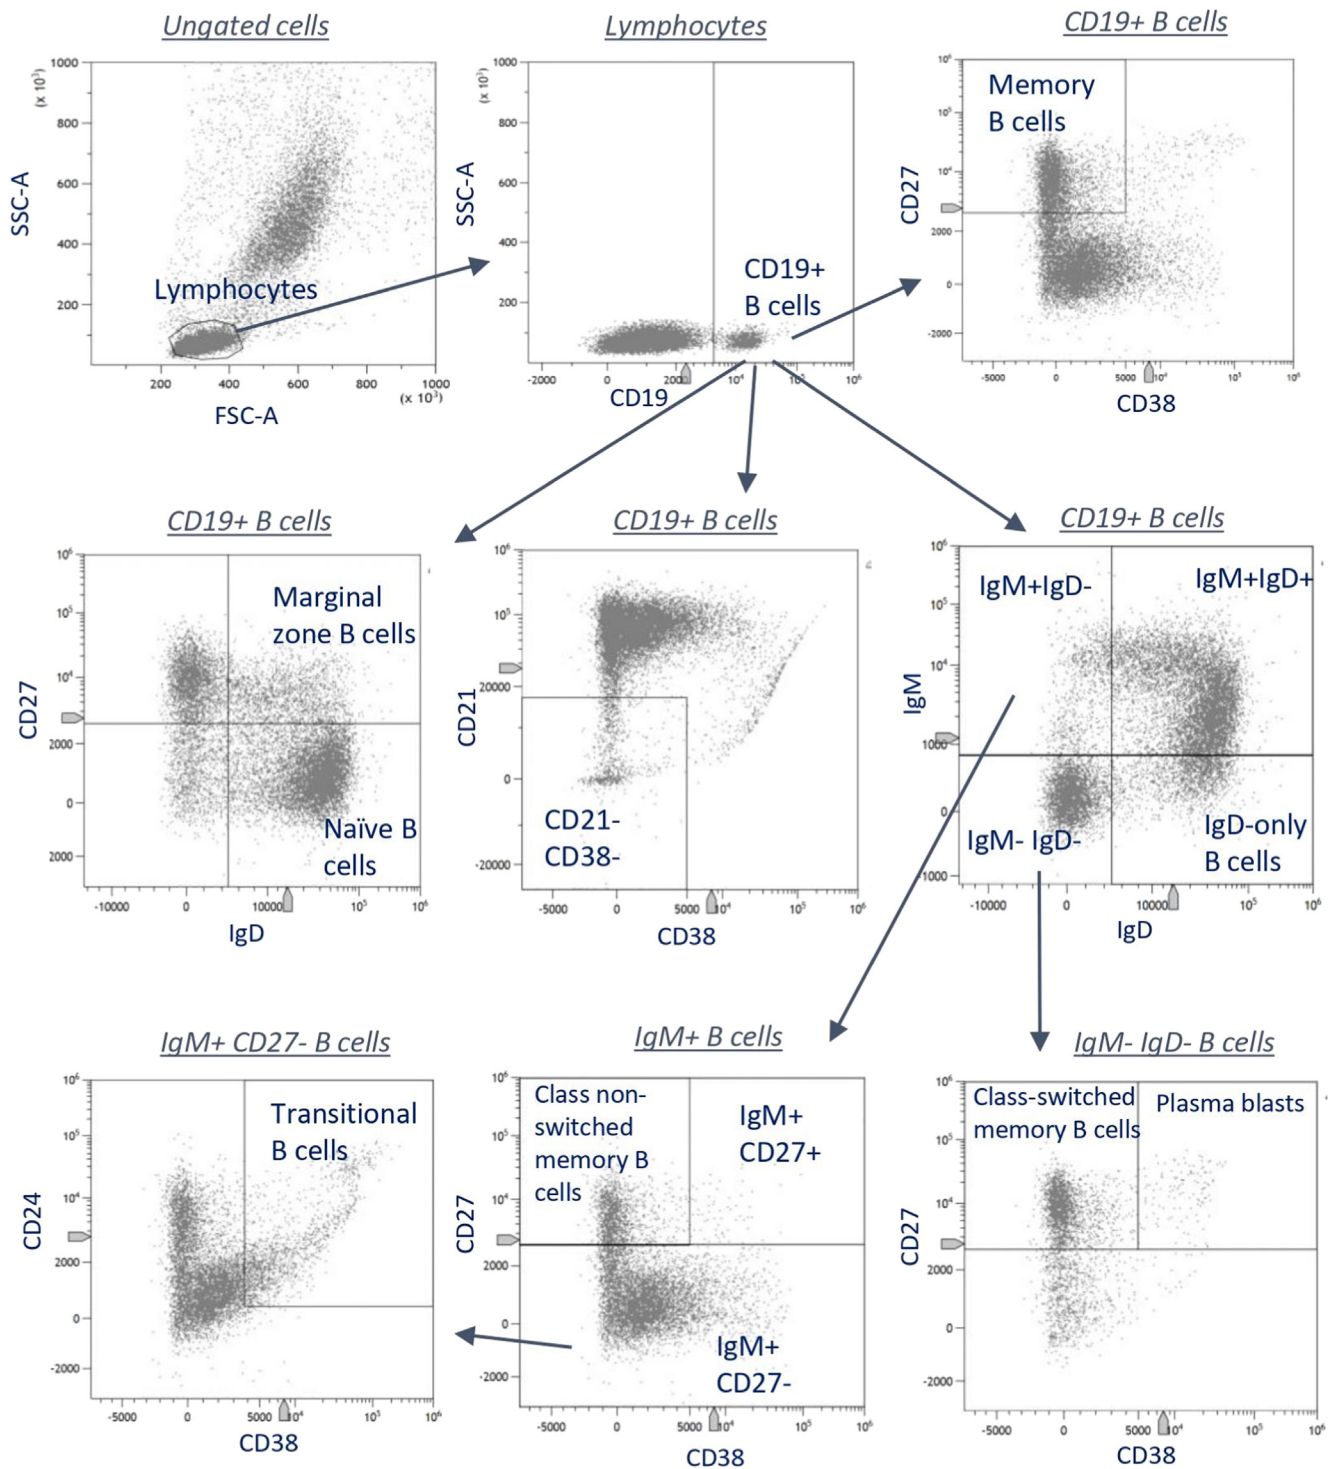 Ungated cells
Lymphocytes
CD19+ B cells
(x 10³)
1000
800
600
400
200
SSC-A
Lymphocytes
200
400
600
800
1000
(x 10³)
FSC-A
(x 10³)
1000
800
600
400
200
SSC-A
CD19+
B cells
-2000
0
2000
10⁴
10⁵
10⁶
CD19
10⁶
10⁵
10⁴
2000
0
-2000
CD27
Memory
B cells
-5000
0
5000
10⁴
10⁵
10⁶
CD38
CD19+ B cells
CD19+ B cells
CD19+ B cells
10⁶
10⁵
10⁴
2000
0
2000
CD27
Marginal
zone B cells
Naïve B
cells
-10000
0
10000
10⁵
10⁶
IgD
10⁶
10⁵
20000
0
-20000
CD21
CD21-
CD38-
-5000
0
5000
10⁴
10⁵
10⁶
CD38
10⁶
10⁵
10⁴
1000
0
-1000
IgM
IgM+IgD-
IgM+IgD+
IgM- IgD-
IgD-only
B cells
-10000
0
10000
10⁵
10⁶
IgD
IgM+ CD27- B cells
IgM+ B cells
IgM- IgD- B cells
10⁶
10⁵
10⁴
2000
0
-2000
CD24
Transitional
B cells
-5000
0
5000
10⁴
10⁵
10⁶
CD38
10⁶
10⁵
10⁴
2000
0
-2000
CD27
Class non-
switched
memory B
cells
IgM+
CD27+
IgM+
CD27-
-5000
0
5000
10⁴
10⁵
10⁶
CD38
10⁶
10⁵
10⁴
2000
0
-2000
CD27
Class-switched
memory B cells
Plasma blasts
-5000
0
5000
10⁴
10⁵
10⁶
CD38